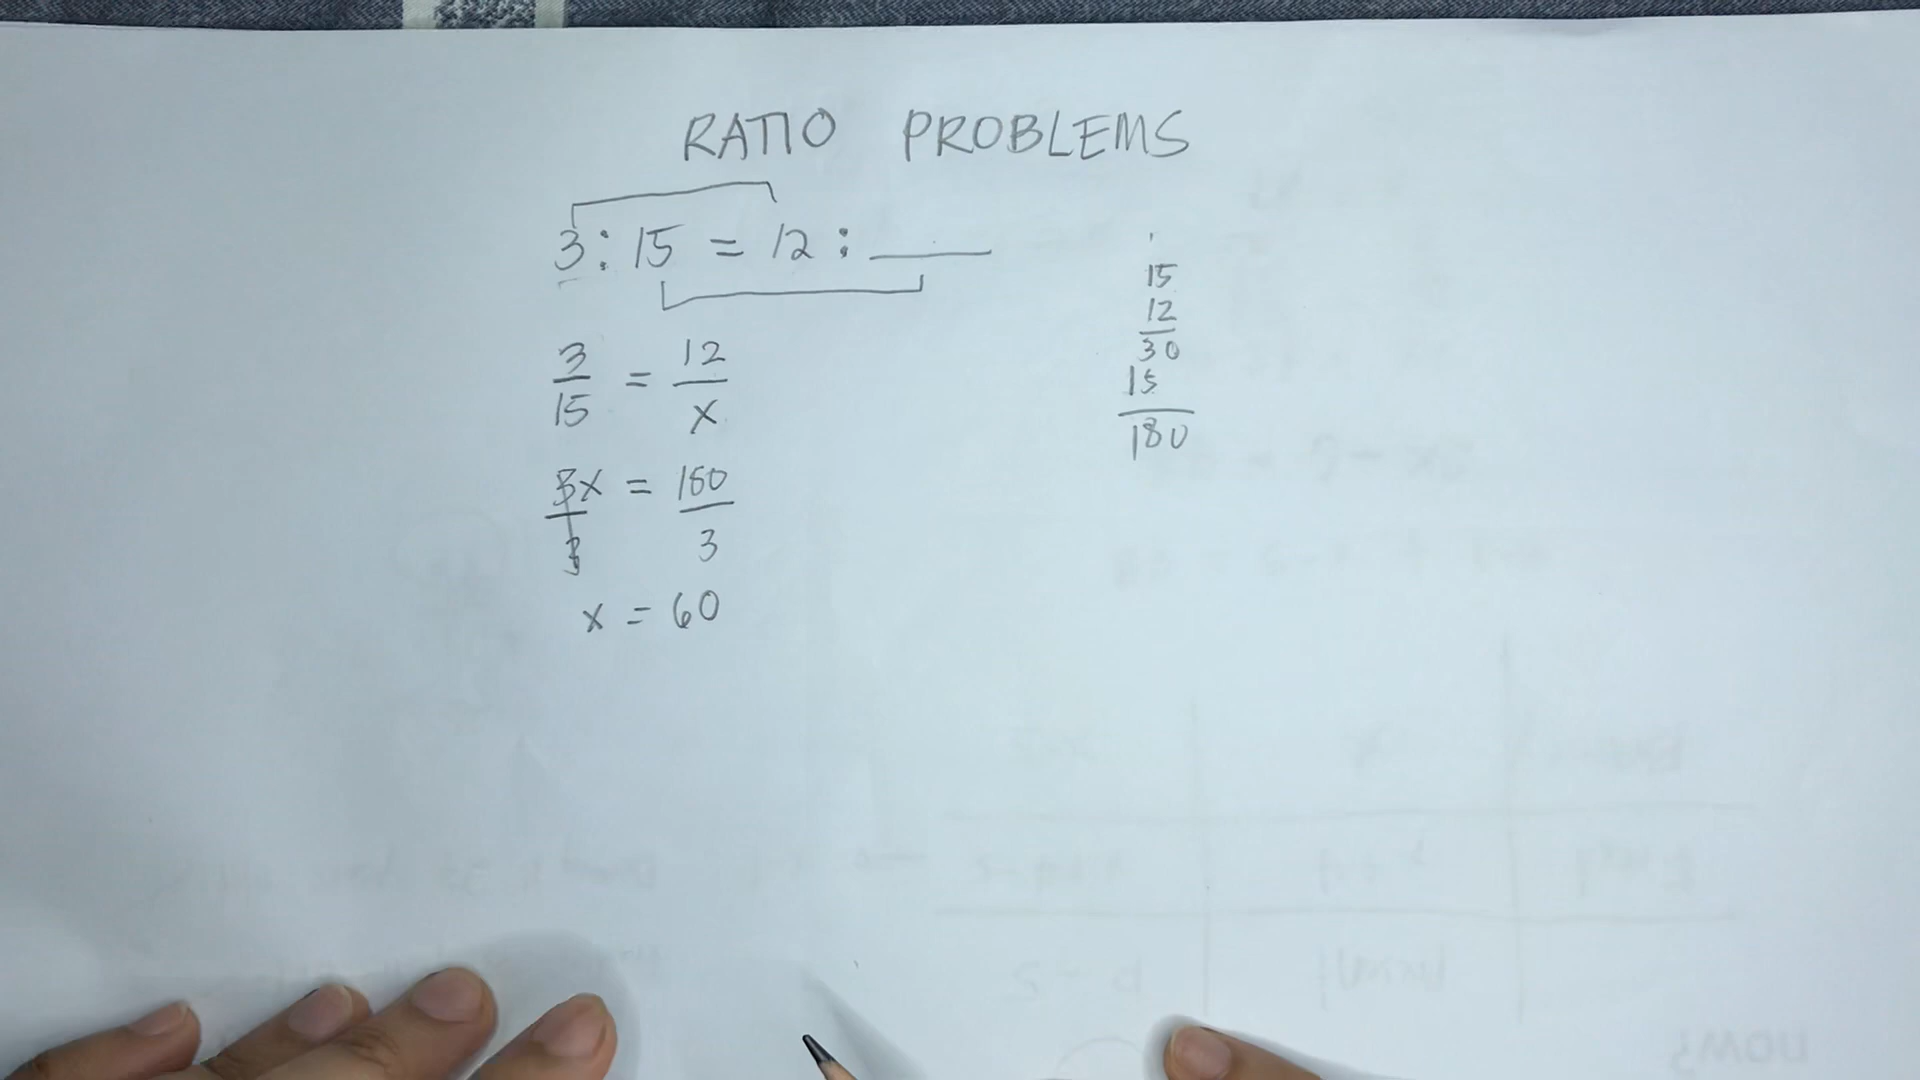 RATIO PROBLEMS
3 : 15 = 12 : ____
3/15 = 12/x
3x/3 = 180/3
x = 60
15
12
30
15
180